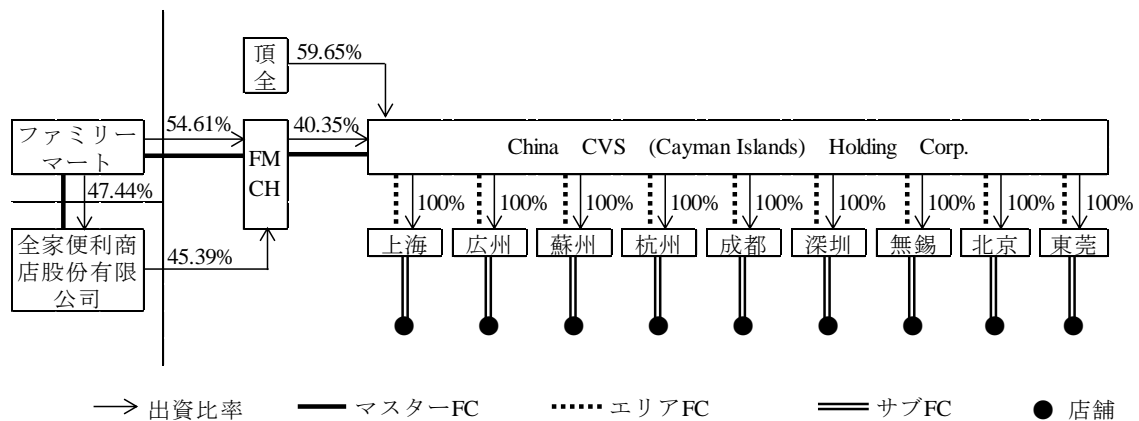 頂
全
59.65%
ファミリー
マート
54.61%
FM
CH
40.35%
China CVS (Cayman Islands) Holding Corp.
47.44%
100% 100% 100% 100% 100% 100% 100% 100% 100%
全家便利商
店股份有限
公司
45.39%
上海 広州 蘇州 杭州 成都 深圳 無錫 北京 東莞
出資比率 マスターFC エリアFC サブFC 店舗